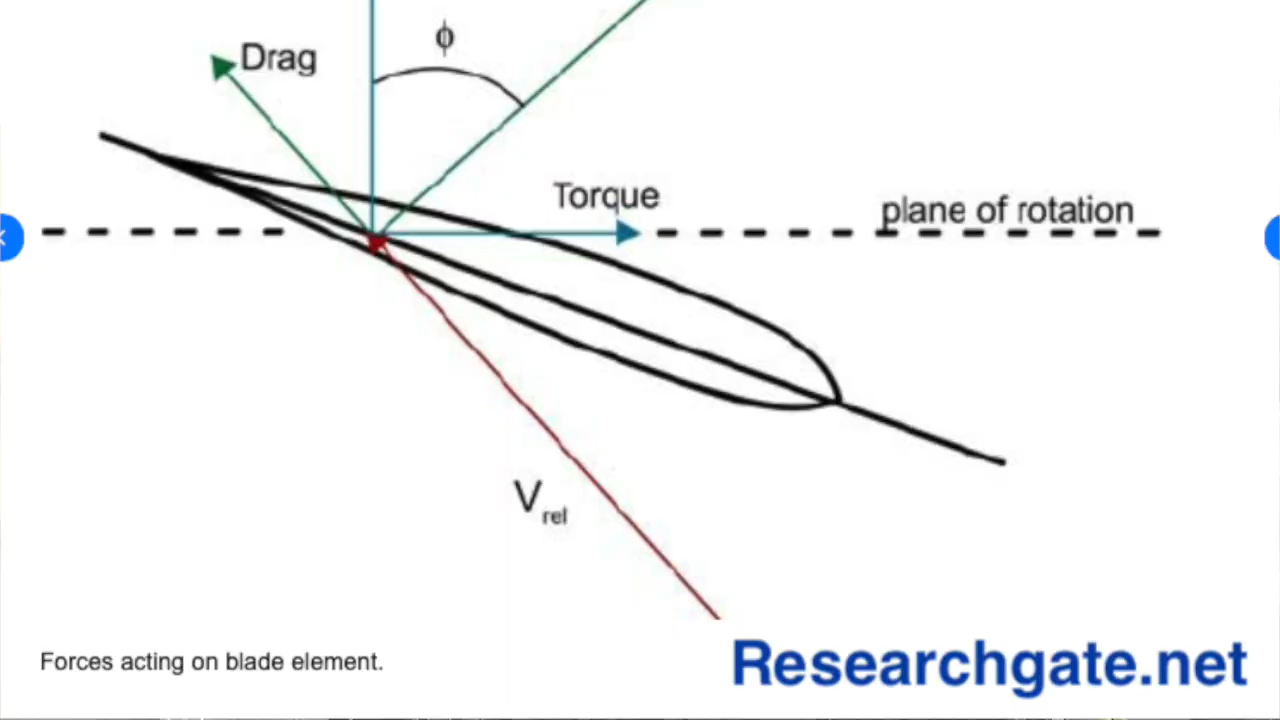 ϕ
Drag
Torque
plane of rotation
V rel
Forces acting on blade element.
Researchgate.net